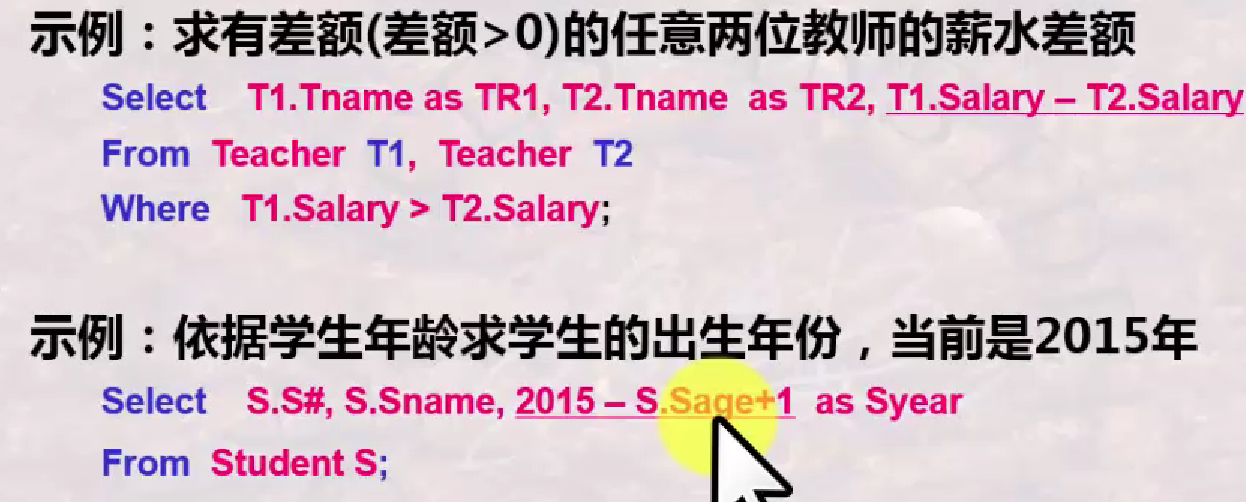 示例：求有差额(差额>0)的任意两位教师的薪水差额
Select T1.Tname as TR1, T2.Tname as TR2, T1.Salary – T2.Salary
From Teacher T1, Teacher T2
Where T1.Salary > T2.Salary;
示例：依据学生年龄求学生的出生年份，当前是2015年
Select S.S#, S.Sname, 2015 – S.Sage+1 as Syear
From Student S;